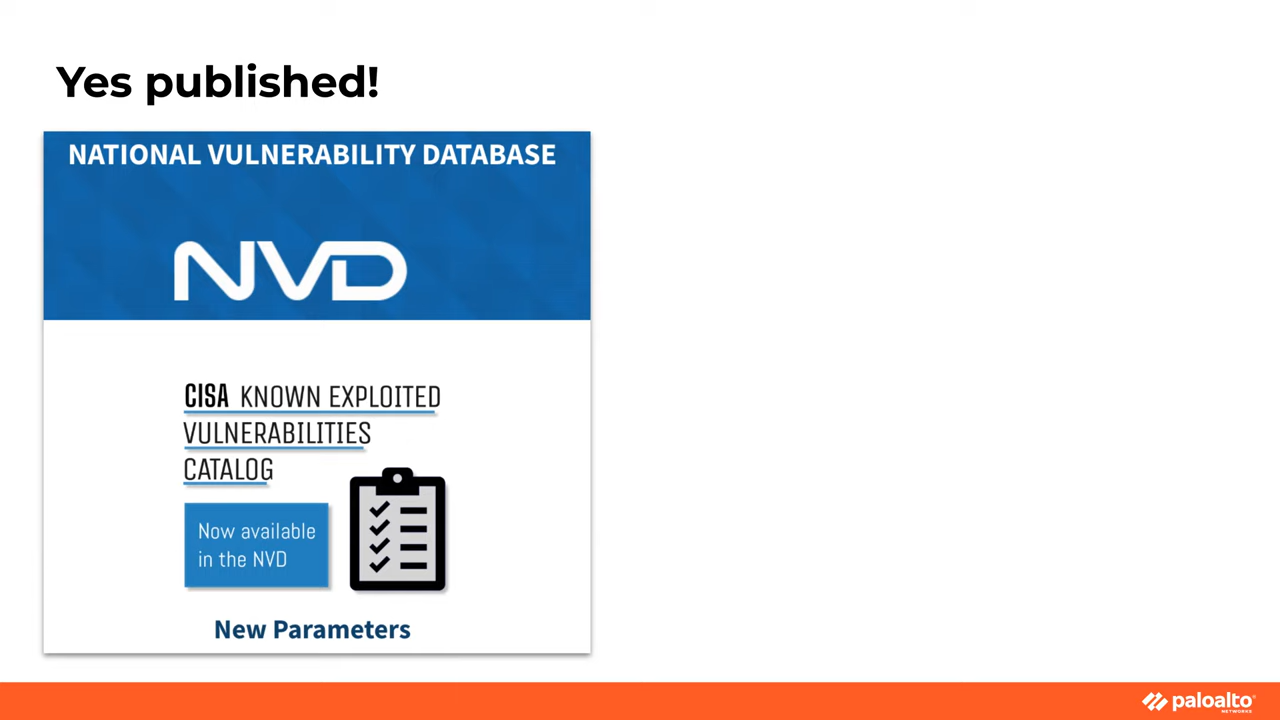 Yes published!
NATIONAL VULNERABILITY DATABASE
NVD
CISA KNOWN EXPLOITED
VULNERABILITIES
CATALOG
Now available
in the NVD
New Parameters
paloalto
NETWORKS